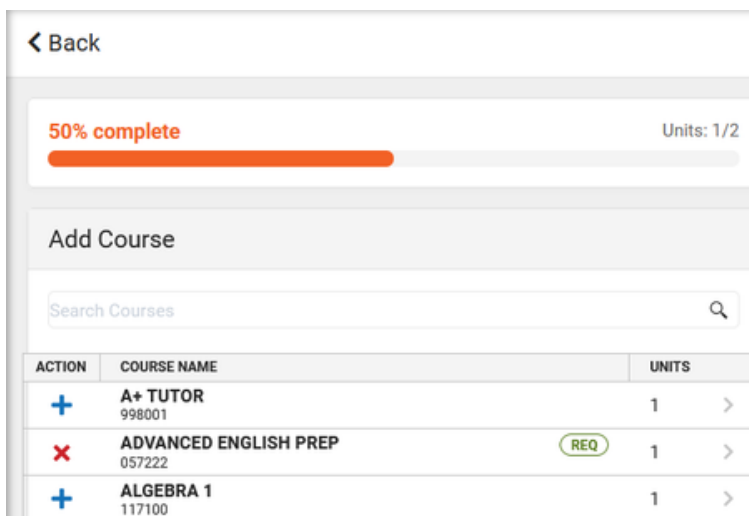 Back
50% complete Units: 1/2
Add Course
Search Courses
ACTION COURSE NAME UNITS
A+ TUTOR
998001 1
ADVANCED ENGLISH PREP REQ
057222 1
ALGEBRA 1
117100 1